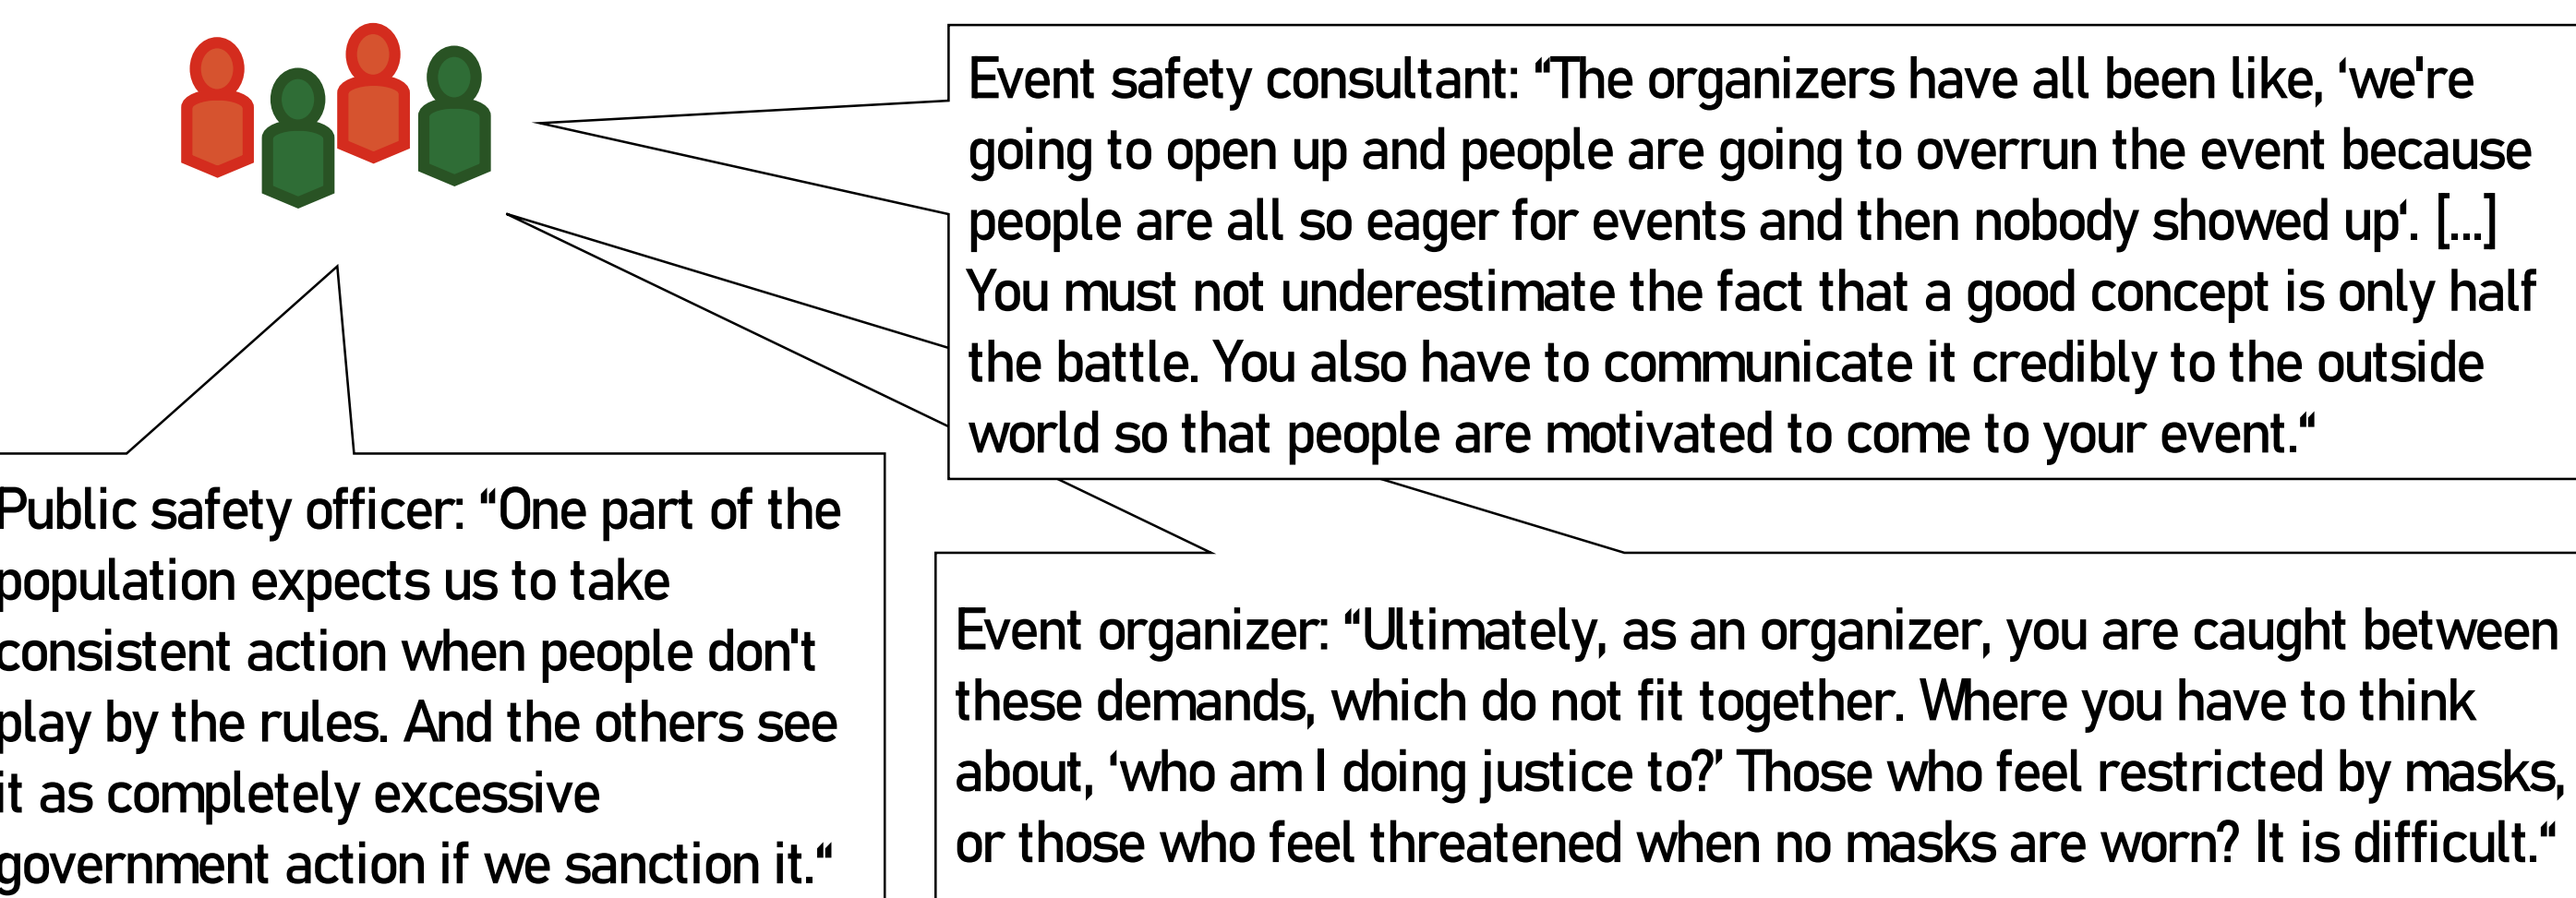 Event safety consultant: “The organizers have all been like, ‘we're
going to open up and people are going to overrun the event because
people are all so eager for events and then nobody showed up‘. [...]
You must not underestimate the fact that a good concept is only half
the battle. You also have to communicate it credibly to the outside
world so that people are motivated to come to your event.“
Public safety officer: “One part of the
population expects us to take
consistent action when people don't
play by the rules. And the others see
it as completely excessive
government action if we sanction it.“
Event organizer: “Ultimately, as an organizer, you are caught between
these demands, which do not fit together. Where you have to think
about, ‘who am I doing justice to?’ Those who feel restricted by masks,
or those who feel threatened when no masks are worn? It is difficult.“